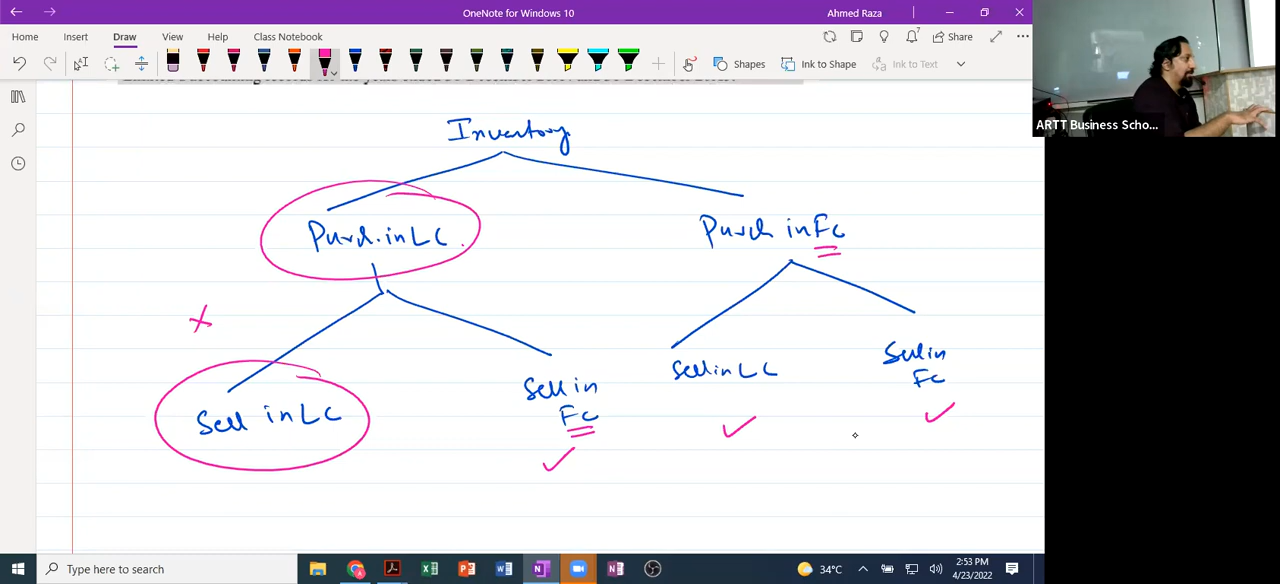 OneNote for Windows 10
Ahmed Raza
Home Insert Draw View Help Class Notebook
Share
Shapes
Ink to Shape
Ink to Text
ARTT Business Scho...
Inventory
Purch. in LC
Purch in FC
Sell in LC
Sell in
FC
Sell in LC
Sell in
FC
Type here to search
34°C
2:53 PM
4/23/2022